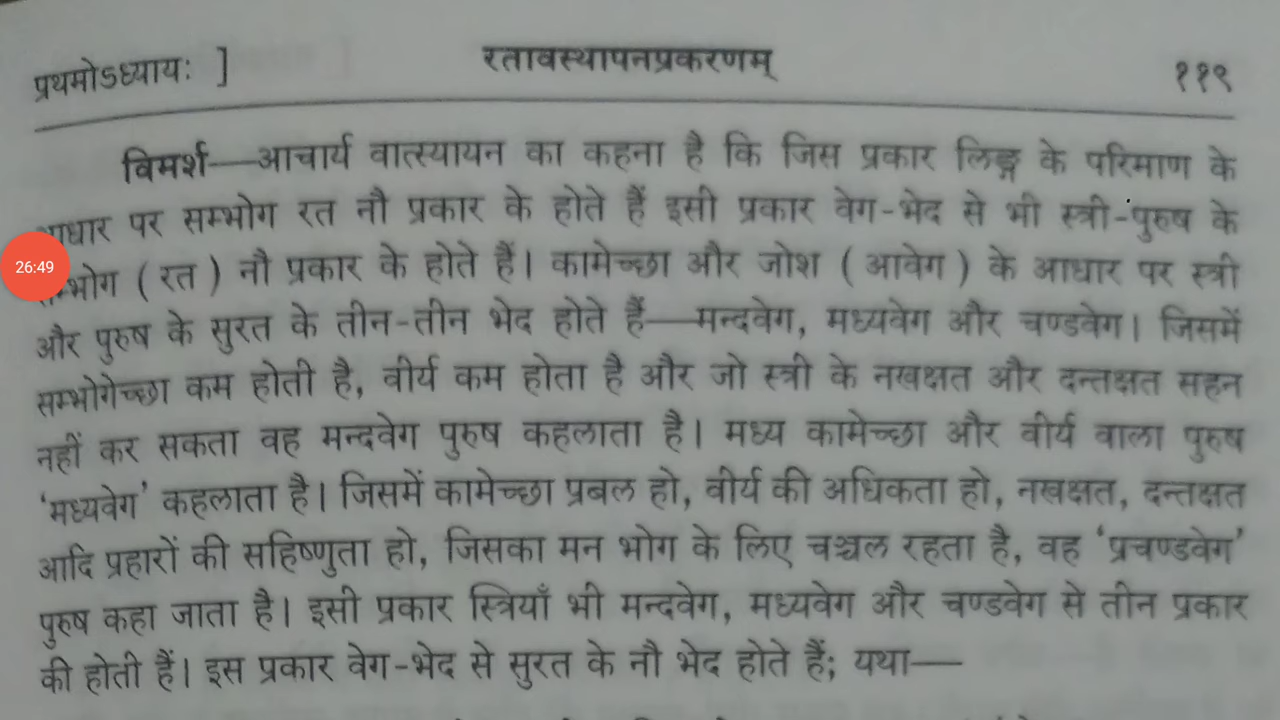 प्रथमोऽध्यायः ] रतावस्थापनप्रकरणम् ११९
विमर्श—आचार्य वात्स्यायन का कहना है कि जिस प्रकार लिङ्ग के परिमाण के
पर सम्भोग रत नौ प्रकार के होते हैं इसी प्रकार वेग-भेद से भी स्त्री-पुरुष के
26:49
( रत ) नौ प्रकार के होते हैं। कामेच्छा और जोश ( आवेग ) के आधार पर स्त्री
और पुरुष के सुरत के तीन-तीन भेद होते हैं—मन्दवेग, मध्यवेग और चण्डवेग। जिसमें
सम्भोगेच्छा कम होती है, वीर्य कम होता है और जो स्त्री के नखक्षत और दन्तक्षत सहन
नहीं कर सकता वह मन्दवेग पुरुष कहलाता है। मध्य कामेच्छा और वीर्य वाला पुरुष
‘मध्यवेग’ कहलाता है। जिसमें कामेच्छा प्रबल हो, वीर्य की अधिकता हो, नखक्षत, दन्तक्षत
आदि प्रहारों की सहिष्णुता हो, जिसका मन भोग के लिए चञ्चल रहता है, वह ‘प्रचण्डवेग’
पुरुष कहा जाता है। इसी प्रकार स्त्रियाँ भी मन्दवेग, मध्यवेग और चण्डवेग से तीन प्रकार
की होती हैं। इस प्रकार वेग-भेद से सुरत के नौ भेद होते हैं; यथा—